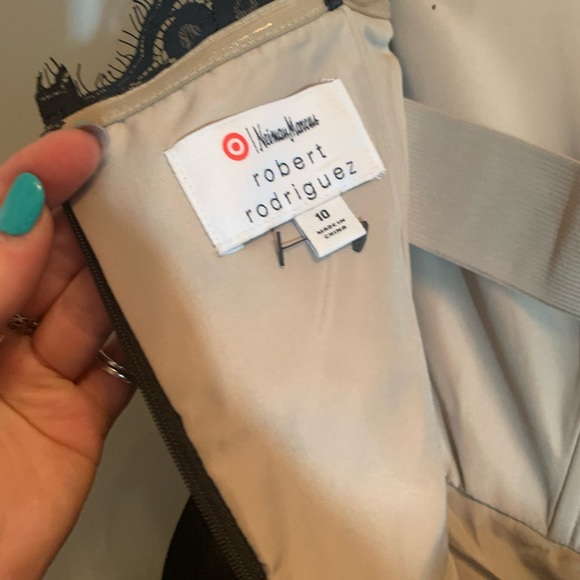 | Neiman Marcus
robert
rodriguez
10
MADE IN
CHINA